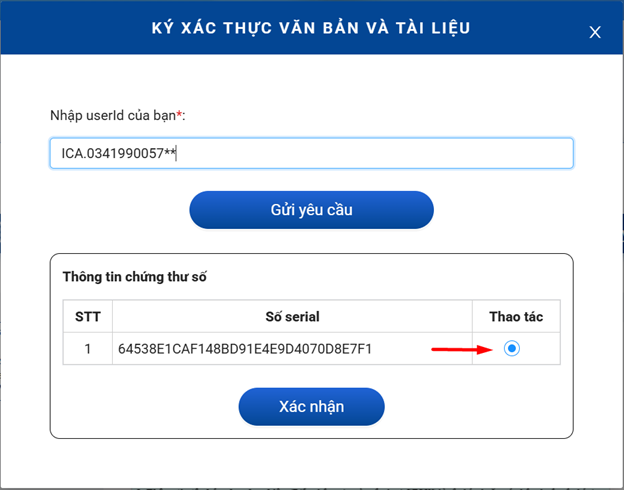 KÝ XÁC THỰC VĂN BẢN VÀ TÀI LIỆU
Nhập userId của bạn*:
ICA.0341990057**
Gửi yêu cầu
Thông tin chứng thư số
STT Số serial Thao tác
1 64538E1CAF148BD91E4E9D4070D8E7F1
Xác nhận